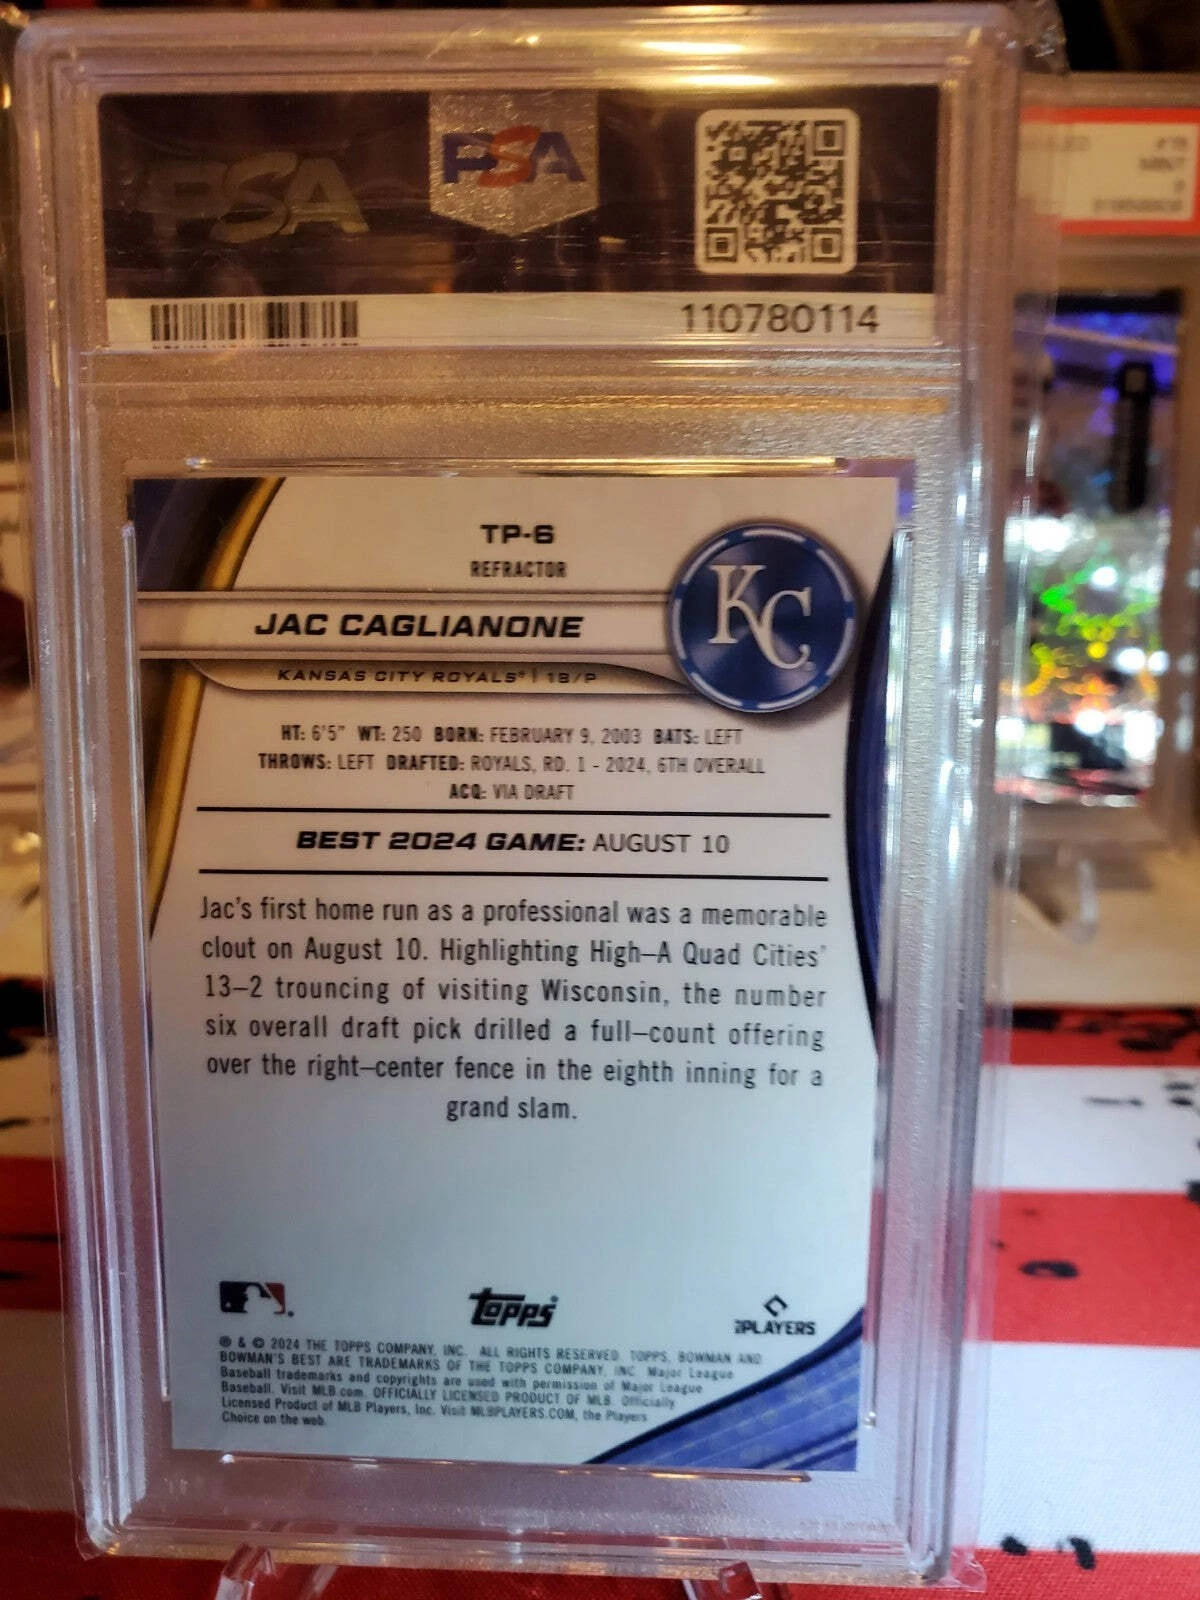 PSA
PSA
110780114
TP-6
REFRACTOR
JAC CAGLIANONE
KC
KANSAS CITY ROYALS® | 1B/P
HT: 6'5" WT: 250 BORN: FEBRUARY 9, 2003 BATS: LEFT
THROWS: LEFT DRAFTED: ROYALS, RD. 1 - 2024, 6TH OVERALL
ACQ: VIA DRAFT
BEST 2024 GAME: AUGUST 10
Jac's first home run as a professional was a memorable
clout on August 10. Highlighting High–A Quad Cities'
13–2 trouncing of visiting Wisconsin, the number
six overall draft pick drilled a full–count offering
over the right–center fence in the eighth inning for a
grand slam.
topps
PLAYERS
® & © 2024 THE TOPPS COMPANY, INC. ALL RIGHTS RESERVED. TOPPS, BOWMAN AND
BOWMAN'S BEST ARE TRADEMARKS OF THE TOPPS COMPANY, INC. Major League
Baseball trademarks and copyrights are used with permission of Major League
Baseball. Visit MLB.com. OFFICIALLY LICENSED PRODUCT OF MLB. Officially
Licensed Product of MLB Players, Inc. Visit MLBPLAYERS.COM, the Players
Choice on the web.